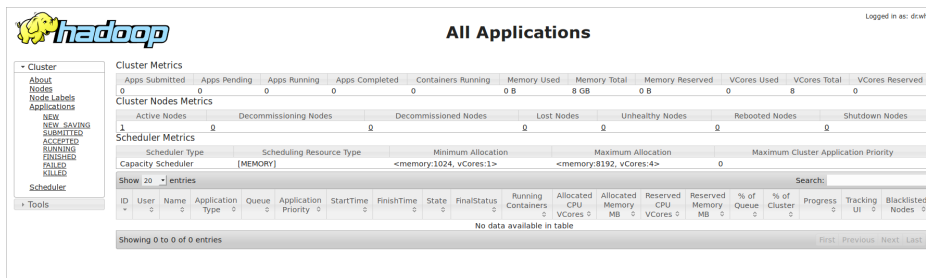 Logged in as: dr.wh
hadoop
All Applications
Cluster
About
Nodes
Node Labels
Applications
NEW
NEW_SAVING
SUBMITTED
ACCEPTED
RUNNING
FINISHED
FAILED
KILLED
Scheduler
Tools
Cluster Metrics
Apps Submitted Apps Pending Apps Running Apps Completed Containers Running Memory Used Memory Total Memory Reserved VCores Used VCores Total VCores Reserved
0 0 0 0 0 0 B 8 GB 0 B 0 8 0
Cluster Nodes Metrics
Active Nodes Decommissioning Nodes Decommissioned Nodes Lost Nodes Unhealthy Nodes Rebooted Nodes Shutdown Nodes
1 0 0 0 0 0 0
Scheduler Metrics
Scheduler Type Scheduling Resource Type Minimum Allocation Maximum Allocation Maximum Cluster Application Priority
Capacity Scheduler [MEMORY] <memory:1024, vCores:1> <memory:8192, vCores:4> 0
Show 20 entries Search:
ID User Name Application Type Queue Application Priority StartTime FinishTime State FinalStatus Running Containers Allocated CPU VCores Allocated Memory MB Reserved CPU VCores Reserved Memory MB % of Queue % of Cluster Progress Tracking UI Blacklisted Nodes
No data available in table
Showing 0 to 0 of 0 entries First Previous Next Last